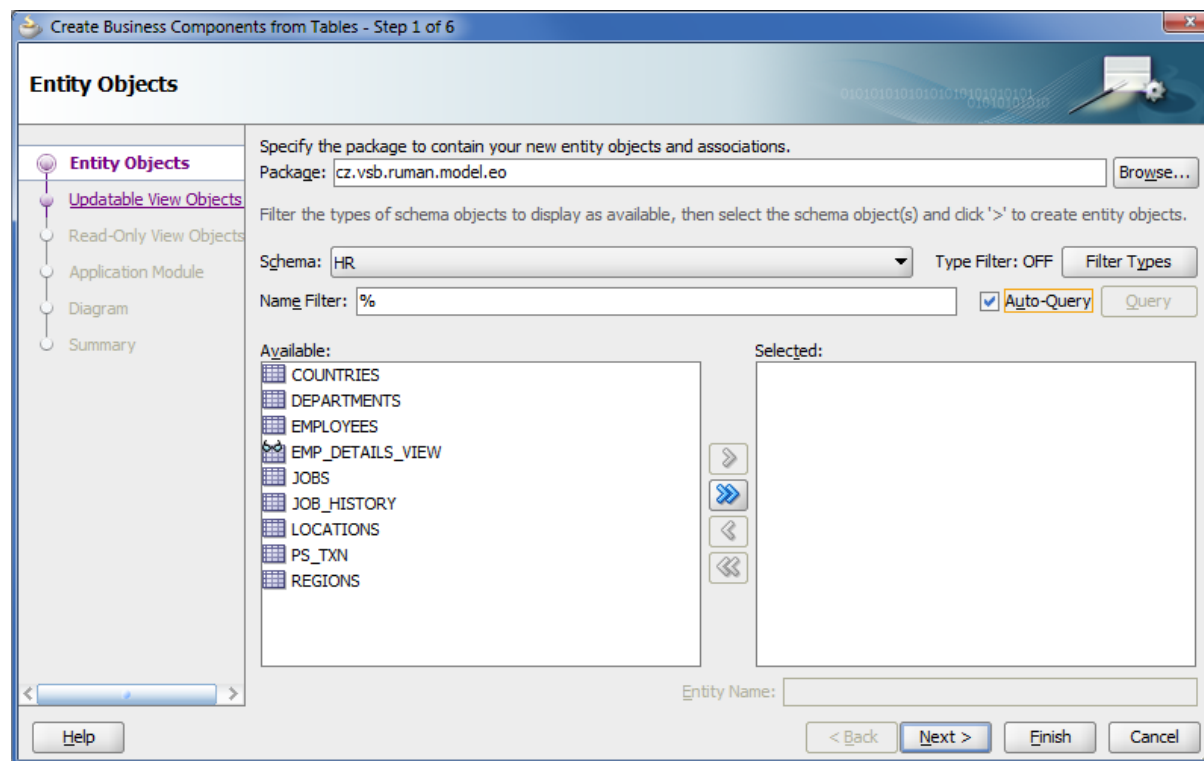 Create Business Components from Tables - Step 1 of 6
Entity Objects
Entity Objects
Updatable View Objects
Read-Only View Objects
Application Module
Diagram
Summary
Specify the package to contain your new entity objects and associations.
Package: cz.vsb.ruman.model.eo Browse...
Filter the types of schema objects to display as available, then select the schema object(s) and click '>' to create entity objects.
Schema: HR Type Filter: OFF Filter Types
Name Filter: % Auto-Query Query
Available: Selected:
COUNTRIES
DEPARTMENTS
EMPLOYEES
EMP_DETAILS_VIEW
JOBS
JOB_HISTORY
LOCATIONS
PS_TXN
REGIONS
Entity Name:
Help < Back Next > Finish Cancel